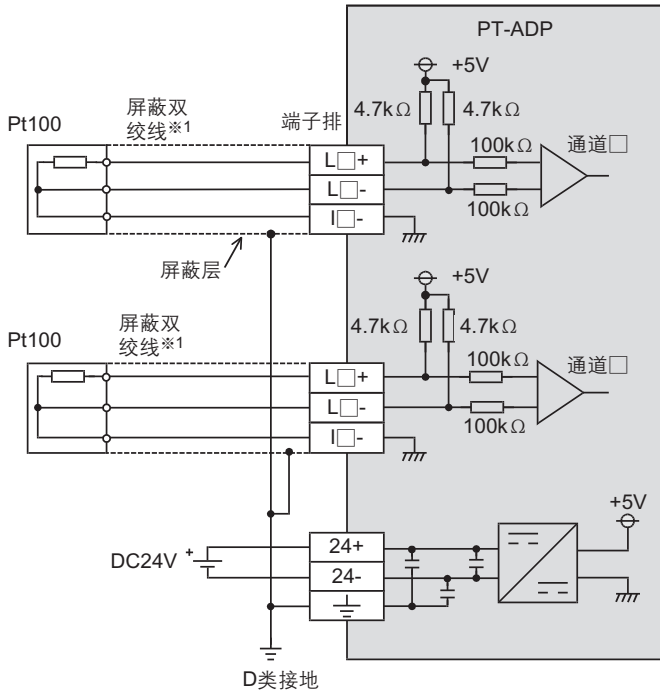 PT-ADP
+5V
4.7kΩ
4.7kΩ
屏蔽双
绞线※1
端子排
Pt100
100kΩ
通道□
L□+
L□-
I□-
100kΩ
屏蔽层
+5V
4.7kΩ
4.7kΩ
屏蔽双
绞线※1
Pt100
100kΩ
通道□
L□+
L□-
I□-
100kΩ
+5V
DC24V
+
24+
24-
D类接地